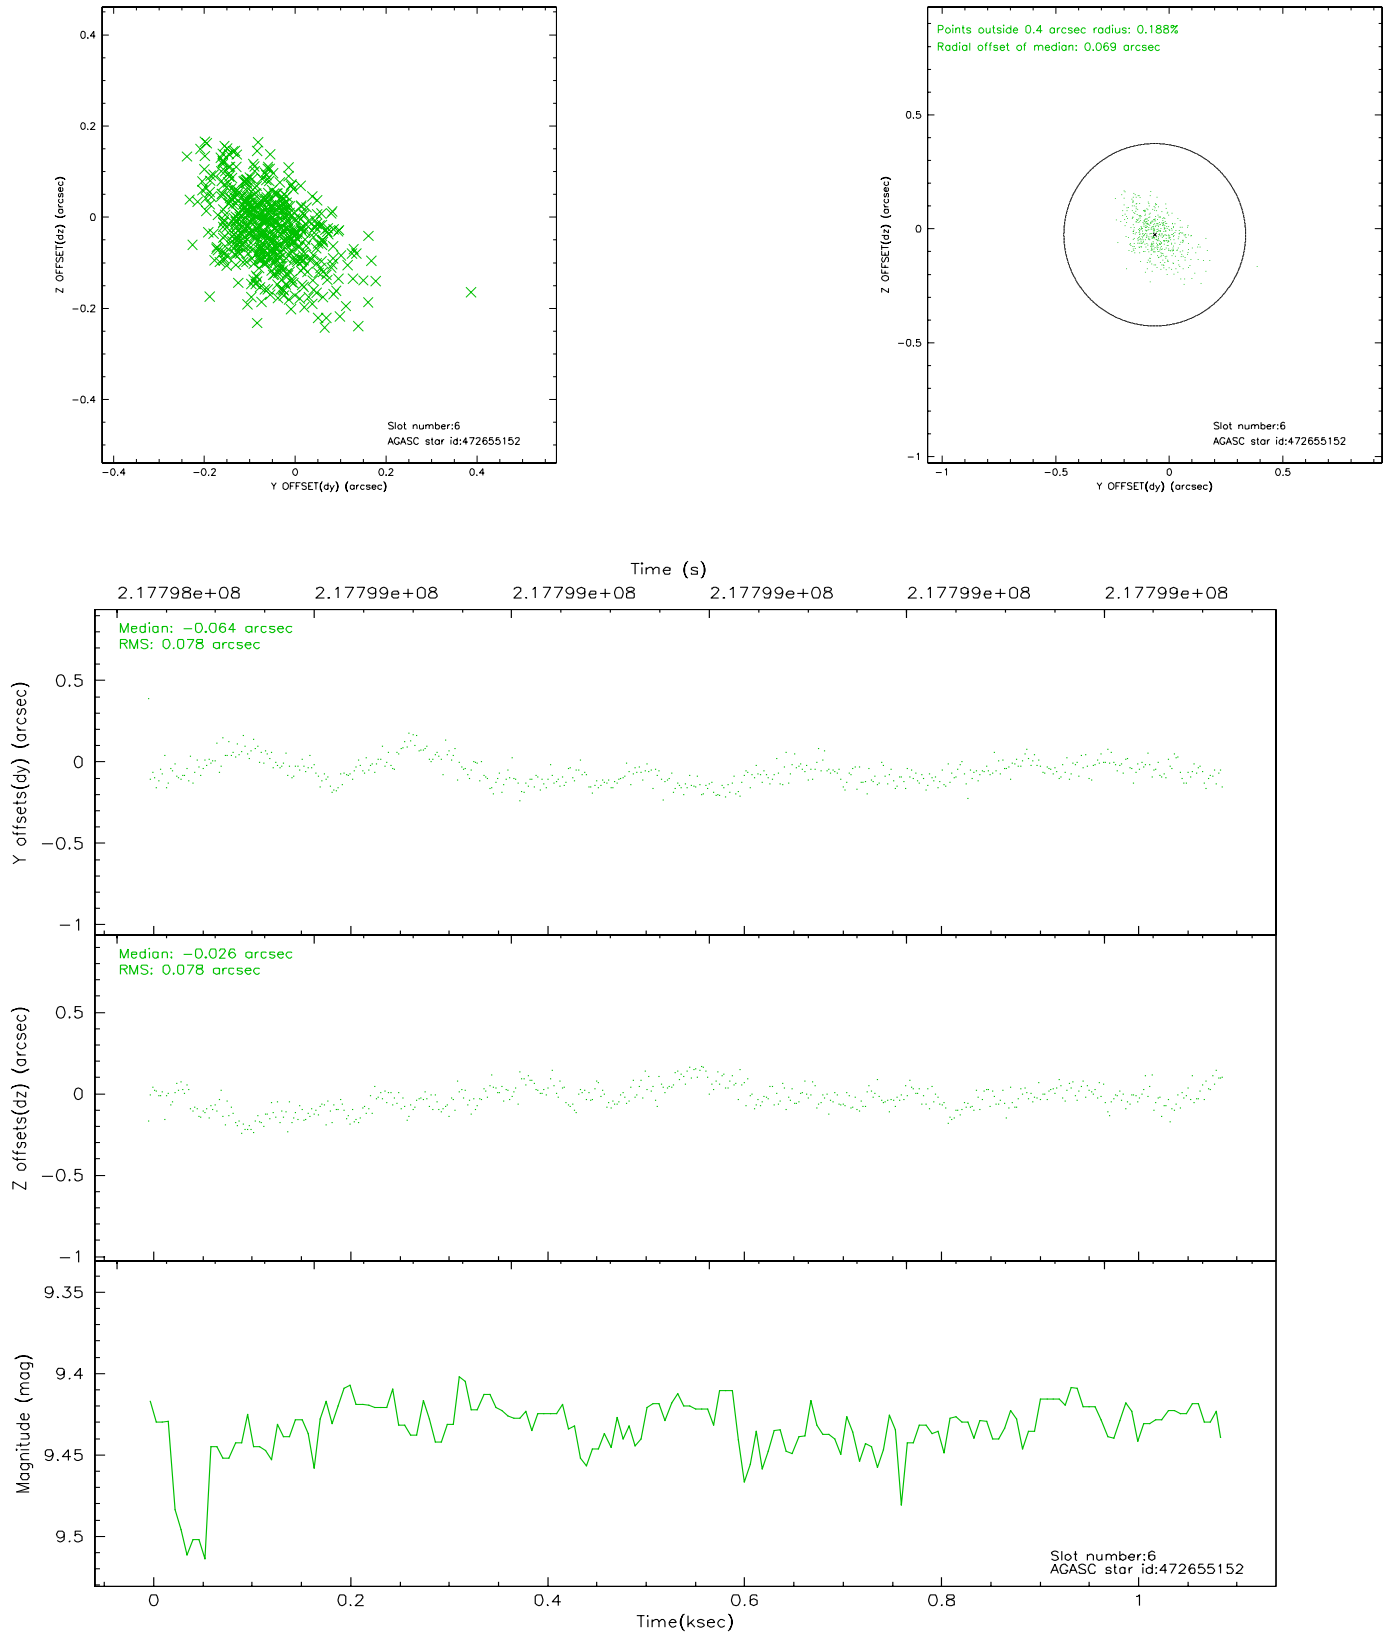 0.4
0.2
0
−0.2
−0.4
Z OFFSET(dz) (arcsec)
−0.4
−0.2
0
0.2
0.4
Y OFFSET(dy) (arcsec)
Slot number:6
AGASC star id:472655152
Points outside 0.4 arcsec radius: 0.188%
Radial offset of median: 0.069 arcsec
0.5
0
−0.5
−1
Z OFFSET(dz) (arcsec)
−1
−0.5
0
0.5
Y OFFSET(dy) (arcsec)
Slot number:6
AGASC star id:472655152
Time (s)
2.17798e+08
2.17799e+08
2.17799e+08
2.17799e+08
2.17799e+08
2.17799e+08
Median: −0.064 arcsec
RMS: 0.078 arcsec
0.5
0
−0.5
−1
Y offsets(dy) (arcsec)
Median: −0.026 arcsec
RMS: 0.078 arcsec
0.5
0
−0.5
−1
Z offsets(dz) (arcsec)
9.35
9.4
9.45
9.5
Magnitude (mag)
Slot number:6
AGASC star id:472655152
0
0.2
0.4
0.6
0.8
1
Time(ksec)